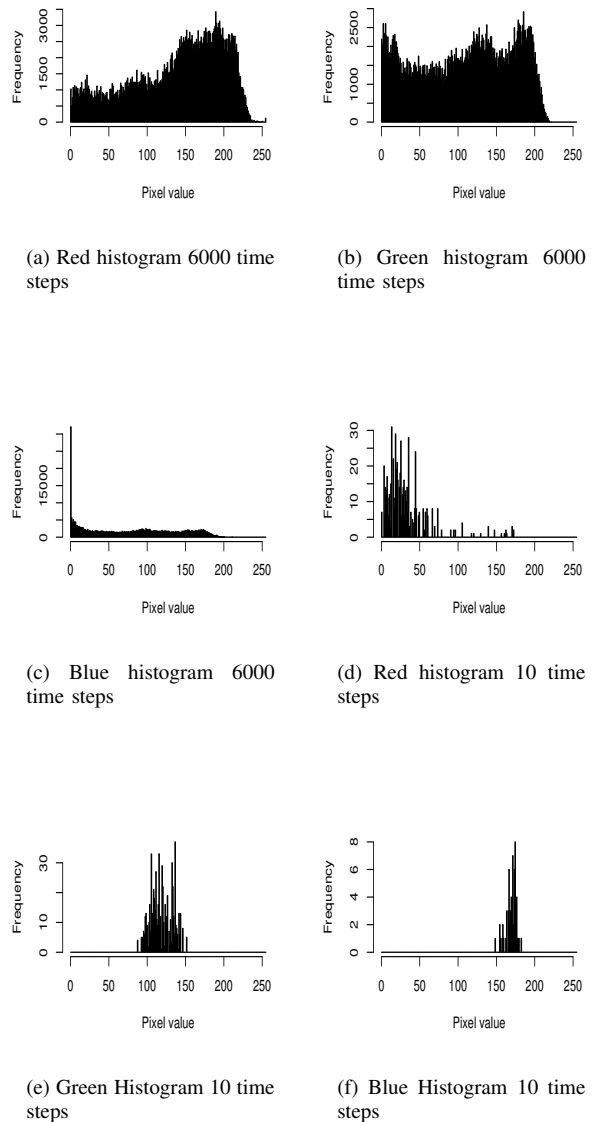 Frequency
0 1500 3000
0 50 100 150 200 250
Pixel value
(a) Red histogram 6000 time
steps
Frequency
0 1000 2500
0 50 100 150 200 250
Pixel value
(b) Green histogram 6000
time steps
Frequency
0 15000
0 50 100 150 200 250
Pixel value
(c) Blue histogram 6000
time steps
Frequency
0 10 20 30
0 50 100 150 200 250
Pixel value
(d) Red histogram 10 time
steps
Frequency
0 10 30
0 50 100 150 200 250
Pixel value
(e) Green Histogram 10 time
steps
Frequency
0 2 4 6 8
0 50 100 150 200 250
Pixel value
(f) Blue Histogram 10 time
steps